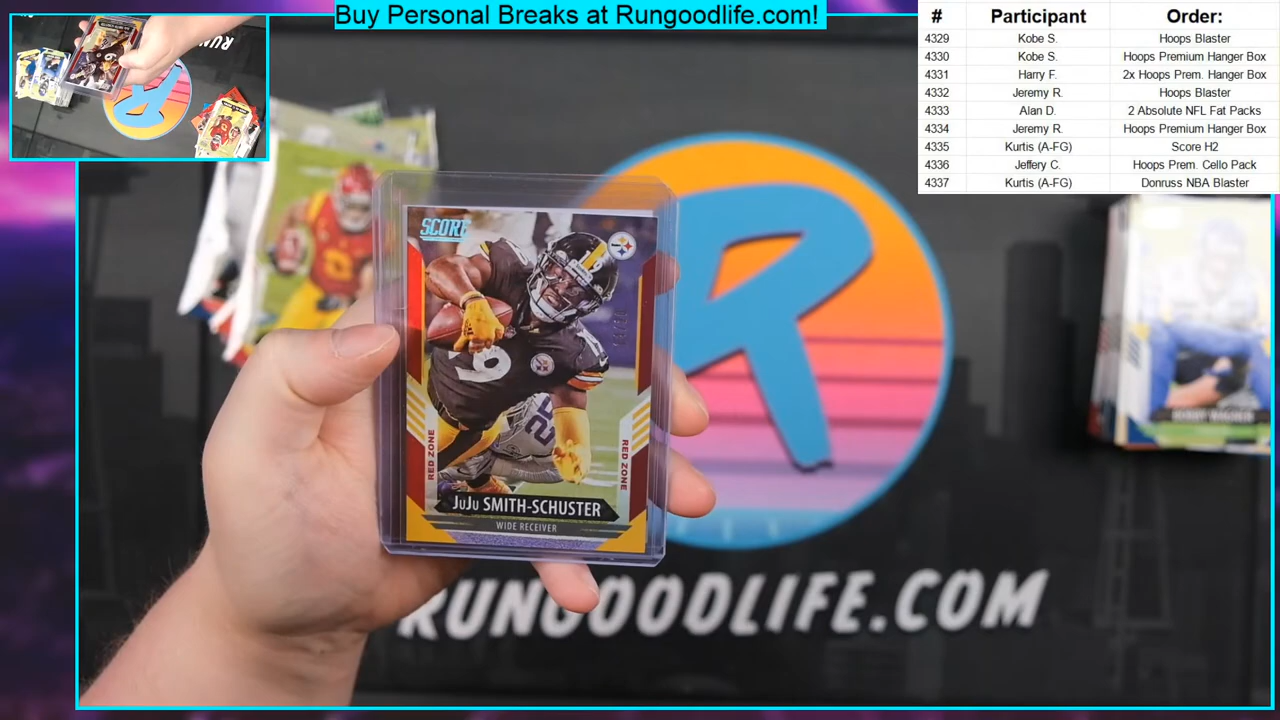 Buy Personal Breaks at Rungoodlife.com!
# Participant Order:
4329 Kobe S. Hoops Blaster
4330 Kobe S. Hoops Premium Hanger Box
4331 Harry F. 2x Hoops Prem. Hanger Box
4332 Jeremy R. Hoops Blaster
4333 Alan D. 2 Absolute NFL Fat Packs
4334 Jeremy R. Hoops Premium Hanger Box
4335 Kurtis (A-FG) Score H2
4336 Jeffery C. Hoops Prem. Cello Pack
4337 Kurtis (A-FG) Donruss NBA Blaster
SCORE
19
25
RED ZONE
RED ZONE
JuJu SMITH-SCHUSTER
WIDE RECEIVER
R
RUNGOODLIFE.COM